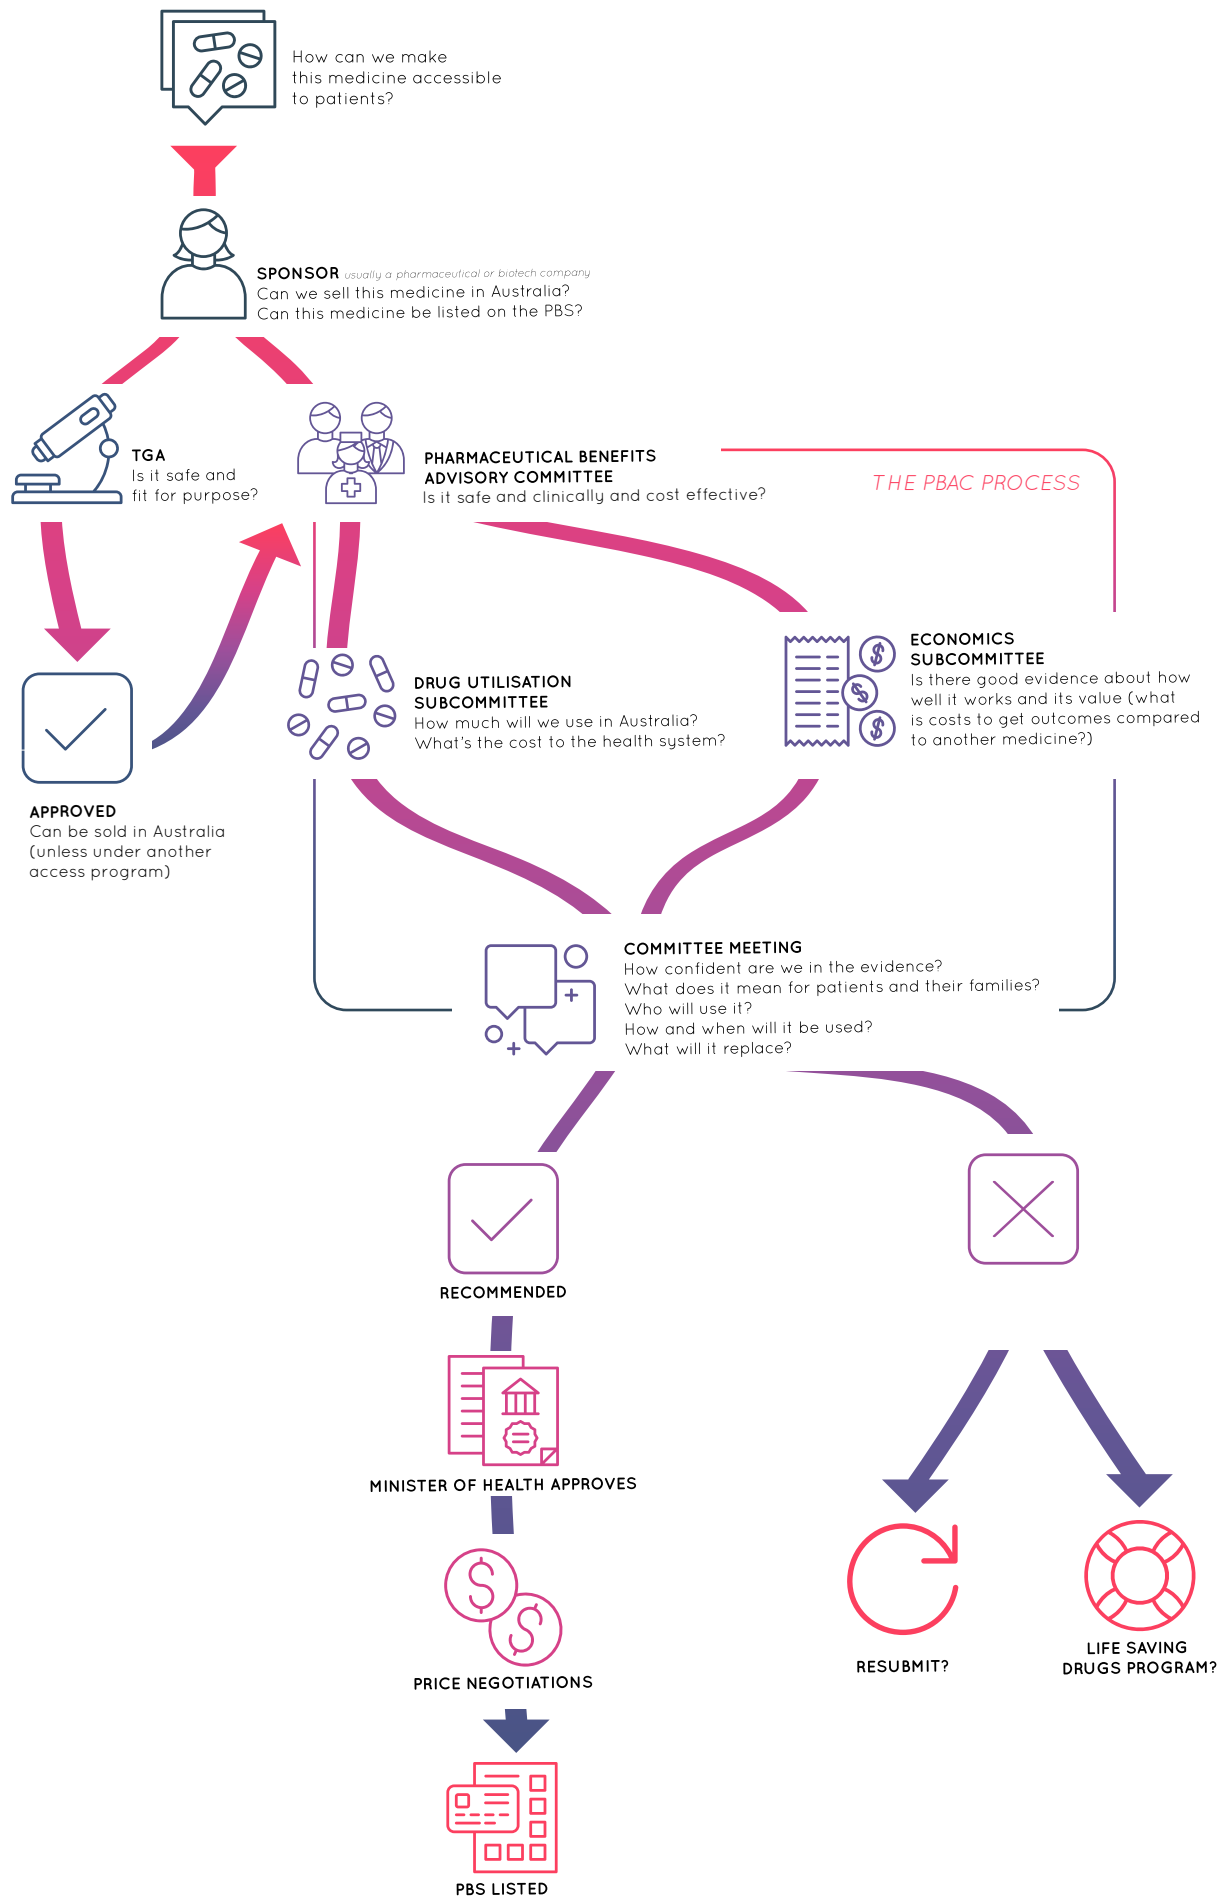 How can we make
this medicine accessible
to patients?
SPONSOR usually a pharmaceutical or biotech company
Can we sell this medicine in Australia?
Can this medicine be listed on the PBS?
TGA
Is it safe and
fit for purpose?
PHARMACEUTICAL BENEFITS
ADVISORY COMMITTEE
Is it safe and clinically and cost effective?
THE PBAC PROCESS
APPROVED
Can be sold in Australia
(unless under another
access program)
DRUG UTILISATION
SUBCOMMITTEE
How much will we use in Australia?
What's the cost to the health system?
ECONOMICS
SUBCOMMITTEE
Is there good evidence about how
well it works and its value (what
is costs to get outcomes compared
to another medicine?)
COMMITTEE MEETING
How confident are we in the evidence?
What does it mean for patients and their families?
Who will use it?
How and when will it be used?
What will it replace?
RECOMMENDED
MINISTER OF HEALTH APPROVES
PRICE NEGOTIATIONS
PBS LISTED
RESUBMIT?
LIFE SAVING
DRUGS PROGRAM?